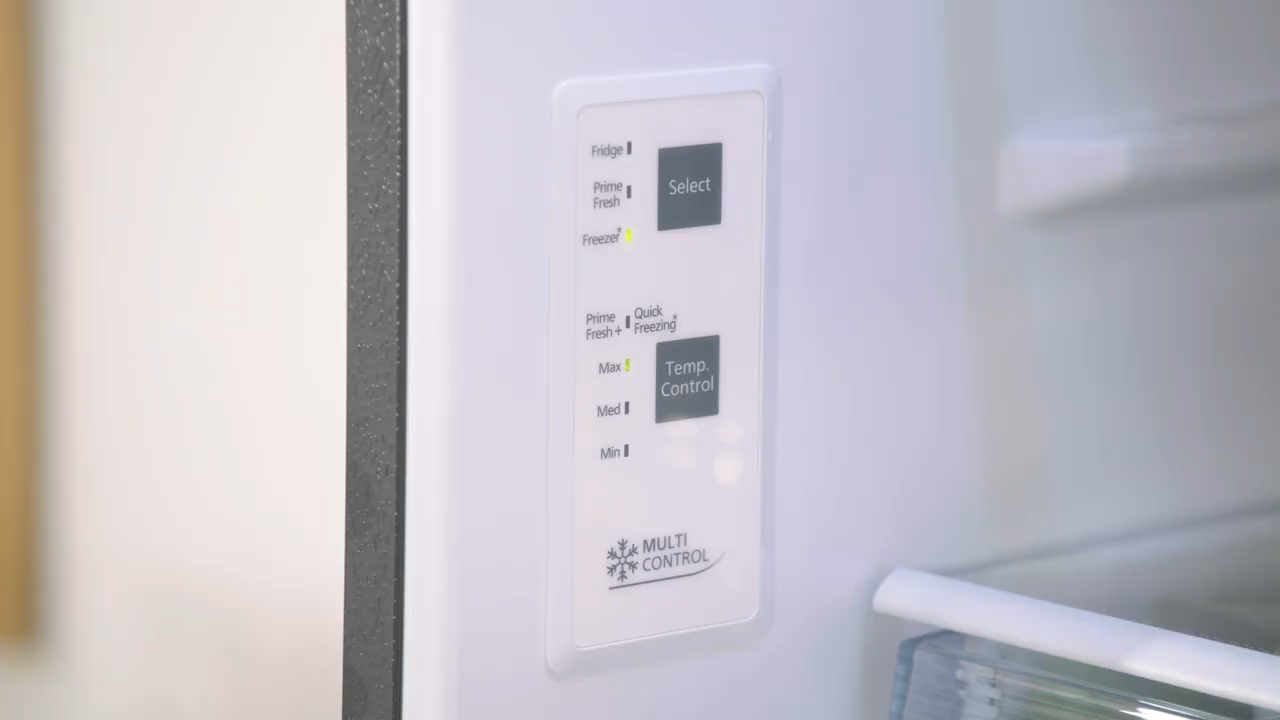 Fridge
Select
Prime
Fresh
Freezer*
Prime
Fresh +
Quick
Freezing*
Max
Temp.
Control
Med
Min
MULTI
CONTROL